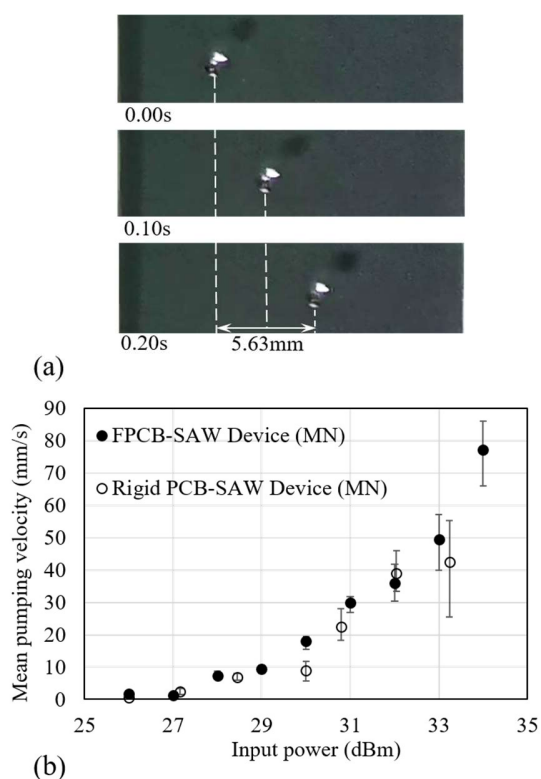 0.00s
0.10s
0.20s
5.63mm
(a)
90
80
70
60
50
40
30
20
10
0
Mean pumping velocity (mm/s)
FPCB-SAW Device (MN)
Rigid PCB-SAW Device (MN)
25 27 29 31 33 35
Input power (dBm)
(b)